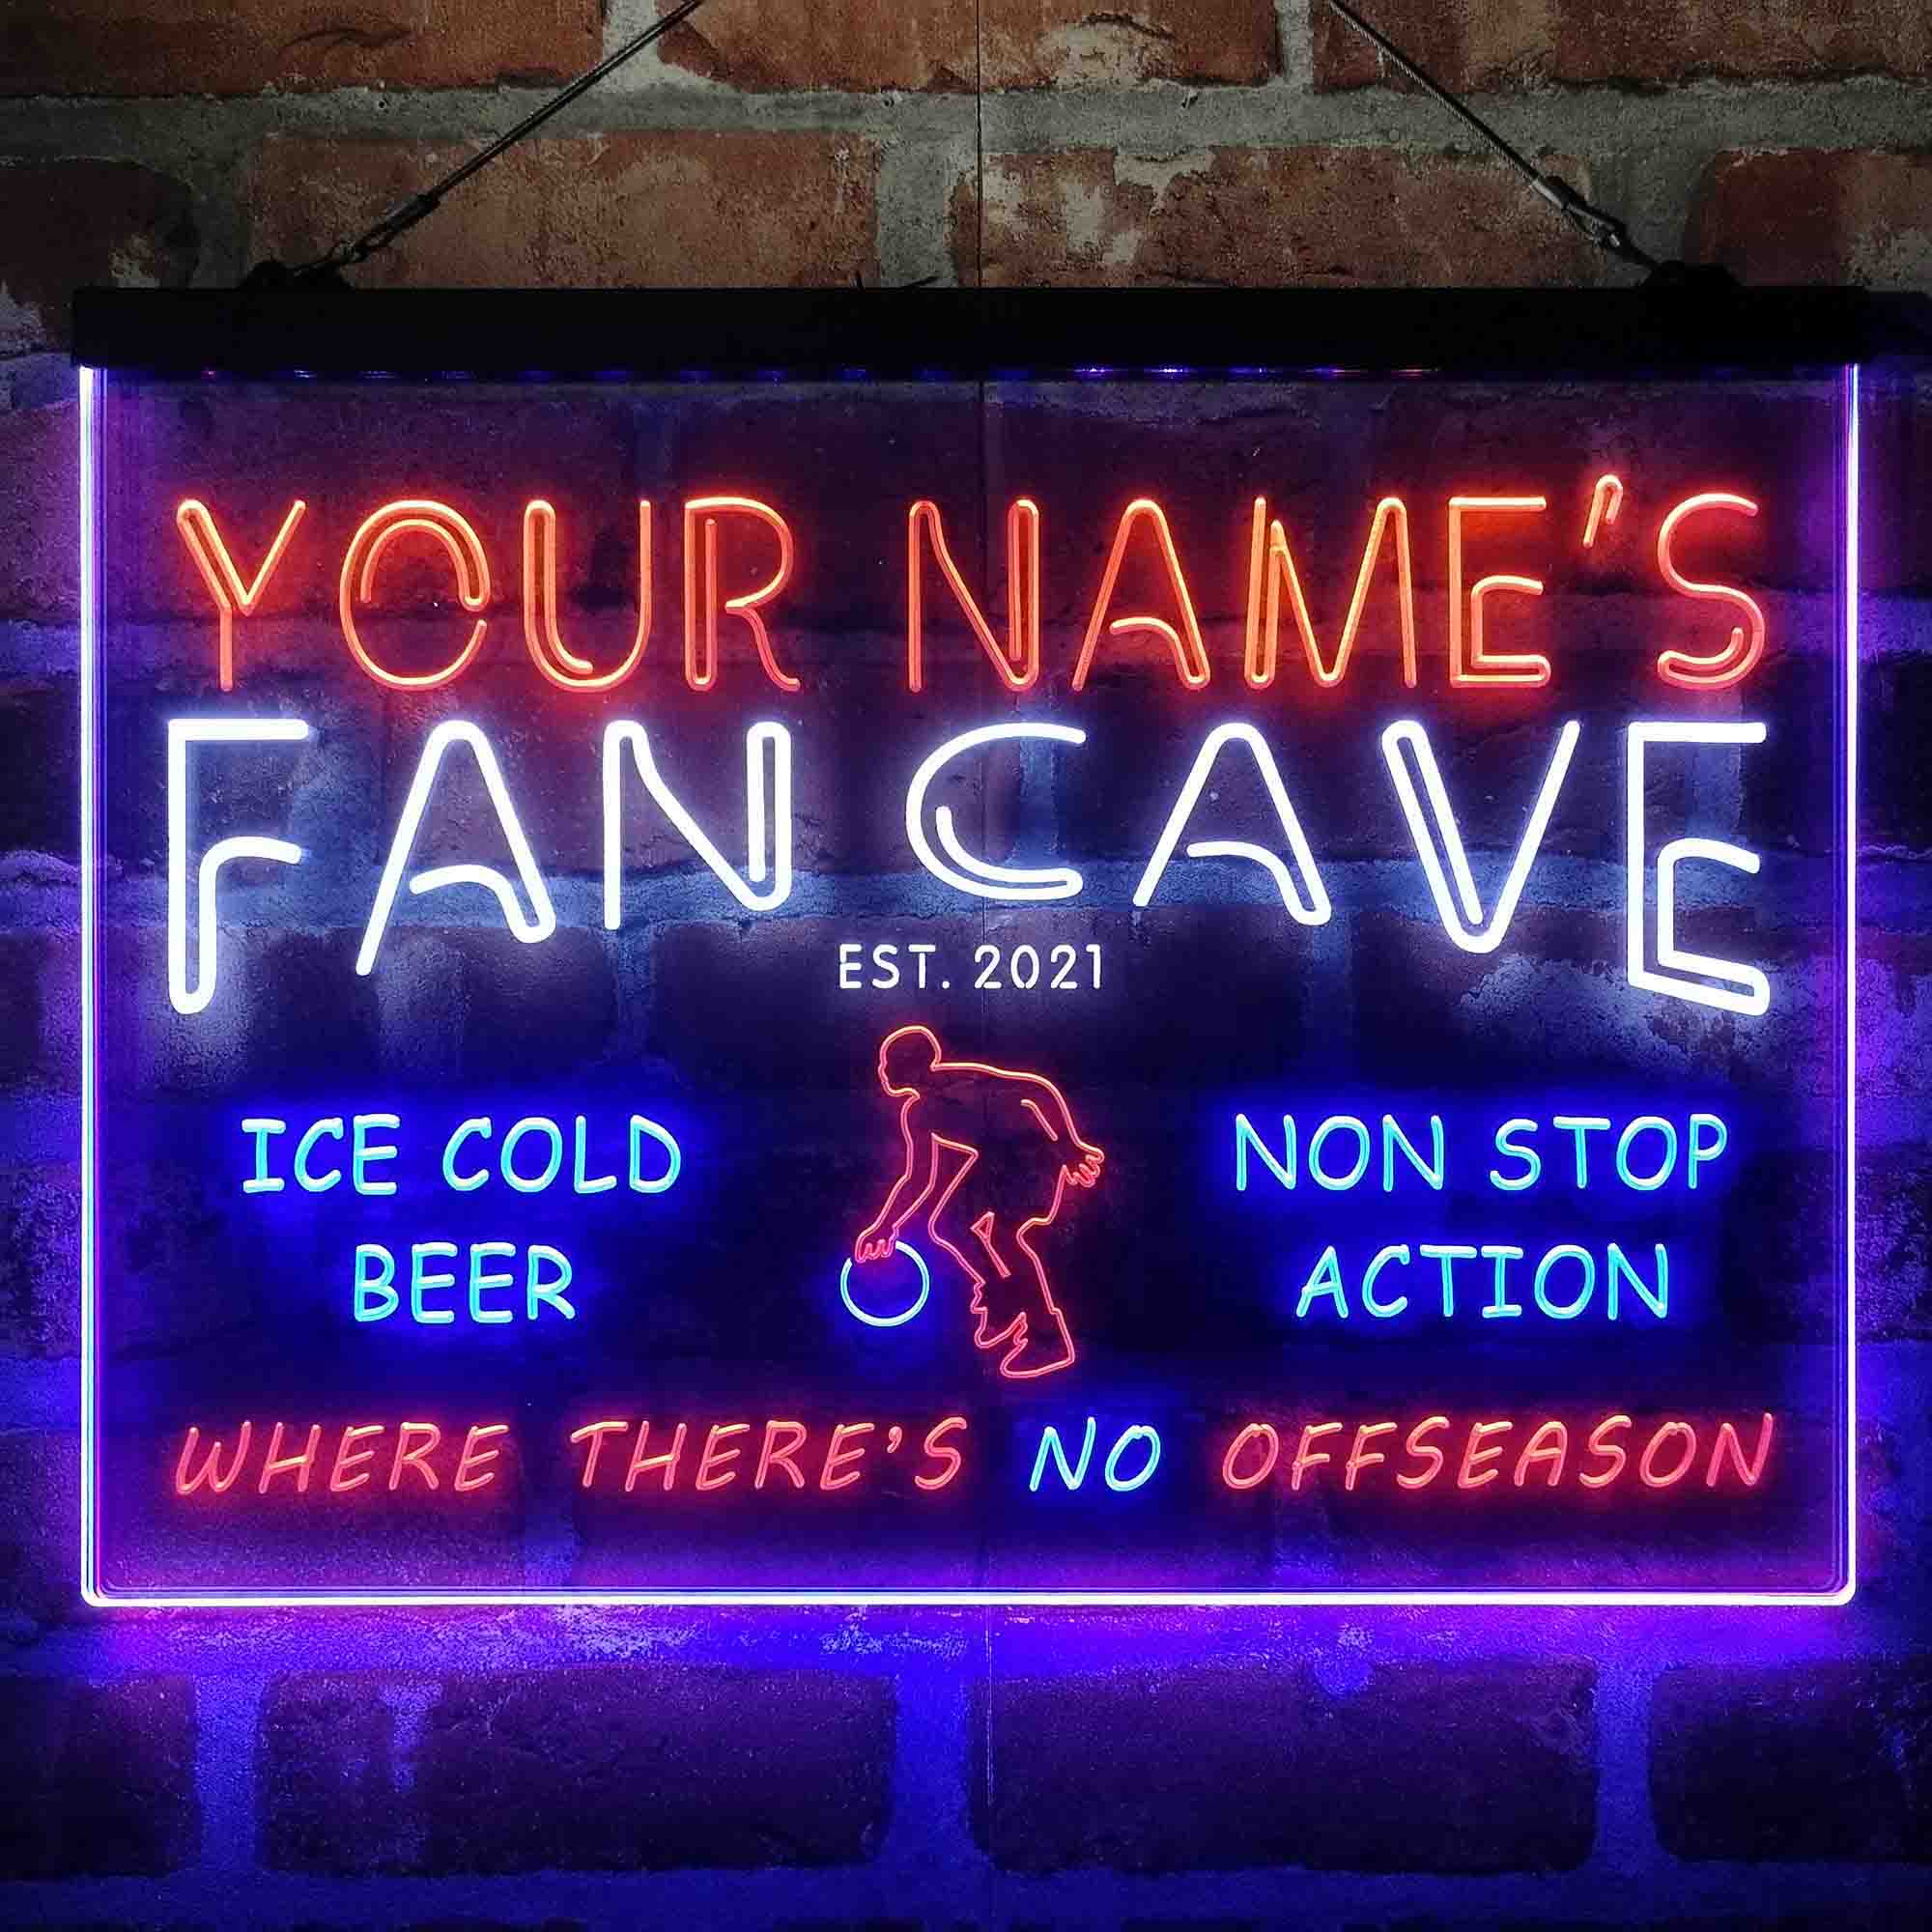 YOUR NAME'S
FAN CAVE
EST. 2021
ICE COLD
BEER
NON STOP
ACTION
WHERE THERE'S NO OFFSEASON